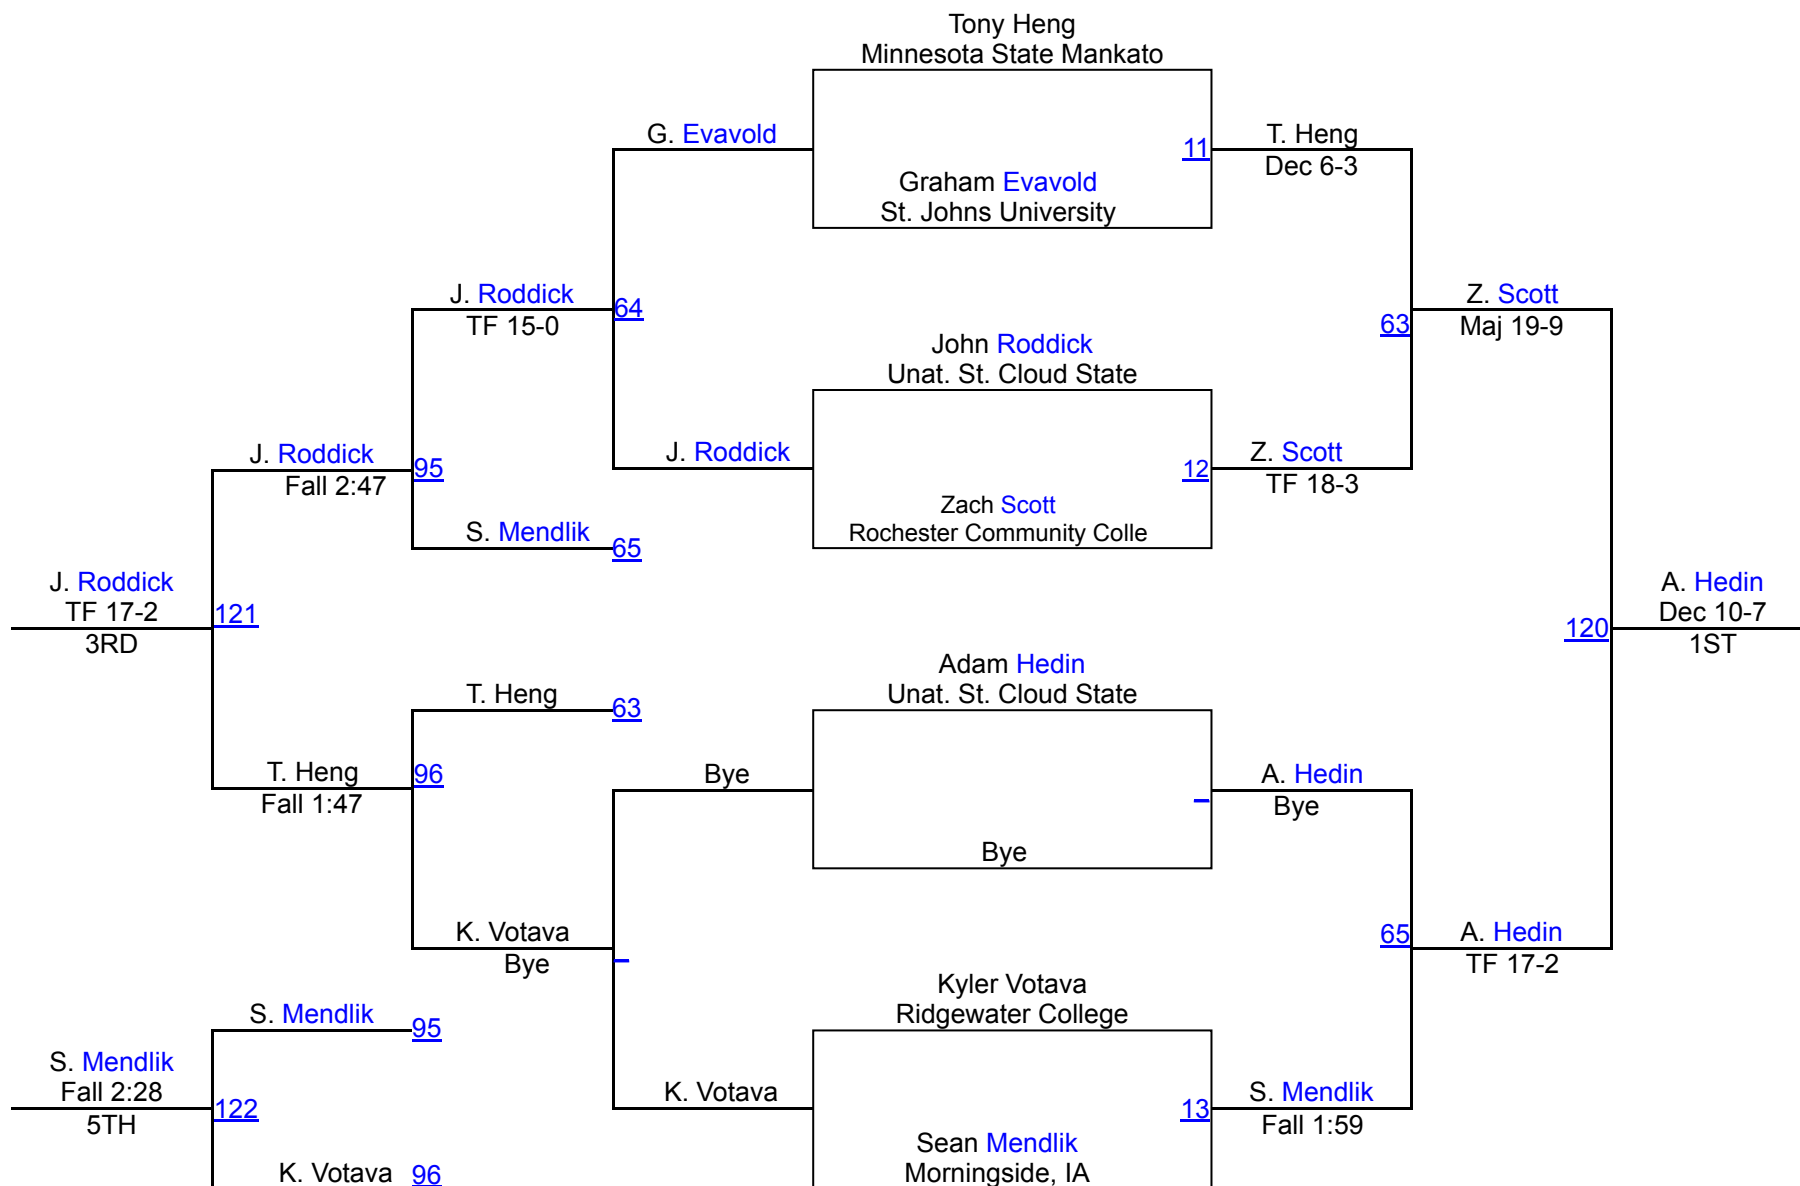 Tony Heng
Minnesota State Mankato
G. Evavold
11
T. Heng
Dec 6-3
Graham Evavold
St. Johns University
J. Roddick
TF 15-0
64
Z. Scott
Maj 19-9
63
John Roddick
Unat. St. Cloud State
J. Roddick
Fall 2:47
95
J. Roddick
12
Z. Scott
TF 18-3
Zach Scott
Rochester Community Colle
S. Mendlik
65
J. Roddick
TF 17-2
3RD
121
A. Hedin
Dec 10-7
1ST
120
Adam Hedin
Unat. St. Cloud State
T. Heng
63
T. Heng
Fall 1:47
96
Bye
A. Hedin
Bye
Bye
K. Votava
Bye
65
A. Hedin
TF 17-2
Kyler Votava
Ridgewater College
S. Mendlik
95
S. Mendlik
Fall 2:28
5TH
122
K. Votava
13
S. Mendlik
Fall 1:59
Sean Mendlik
Morningside, IA
K. Votava
96